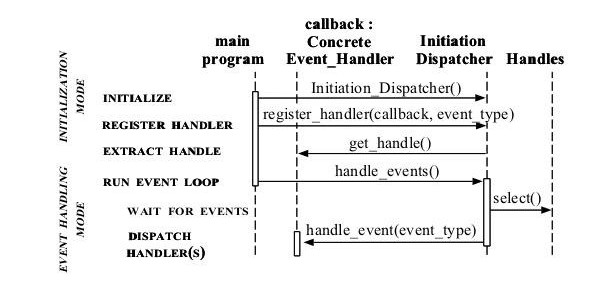 callback :
main Concrete Initiation
program Event_Handler Dispatcher Handles
INITIALIZATION
MODE
INITIALIZE Initiation_Dispatcher()
REGISTER HANDLER register_handler(callback, event_type)
EXTRACT HANDLE get_handle()
EVENT HANDLING
MODE
RUN EVENT LOOP handle_events()
WAIT FOR EVENTS select()
DISPATCH handle_event(event_type)
HANDLER(S)